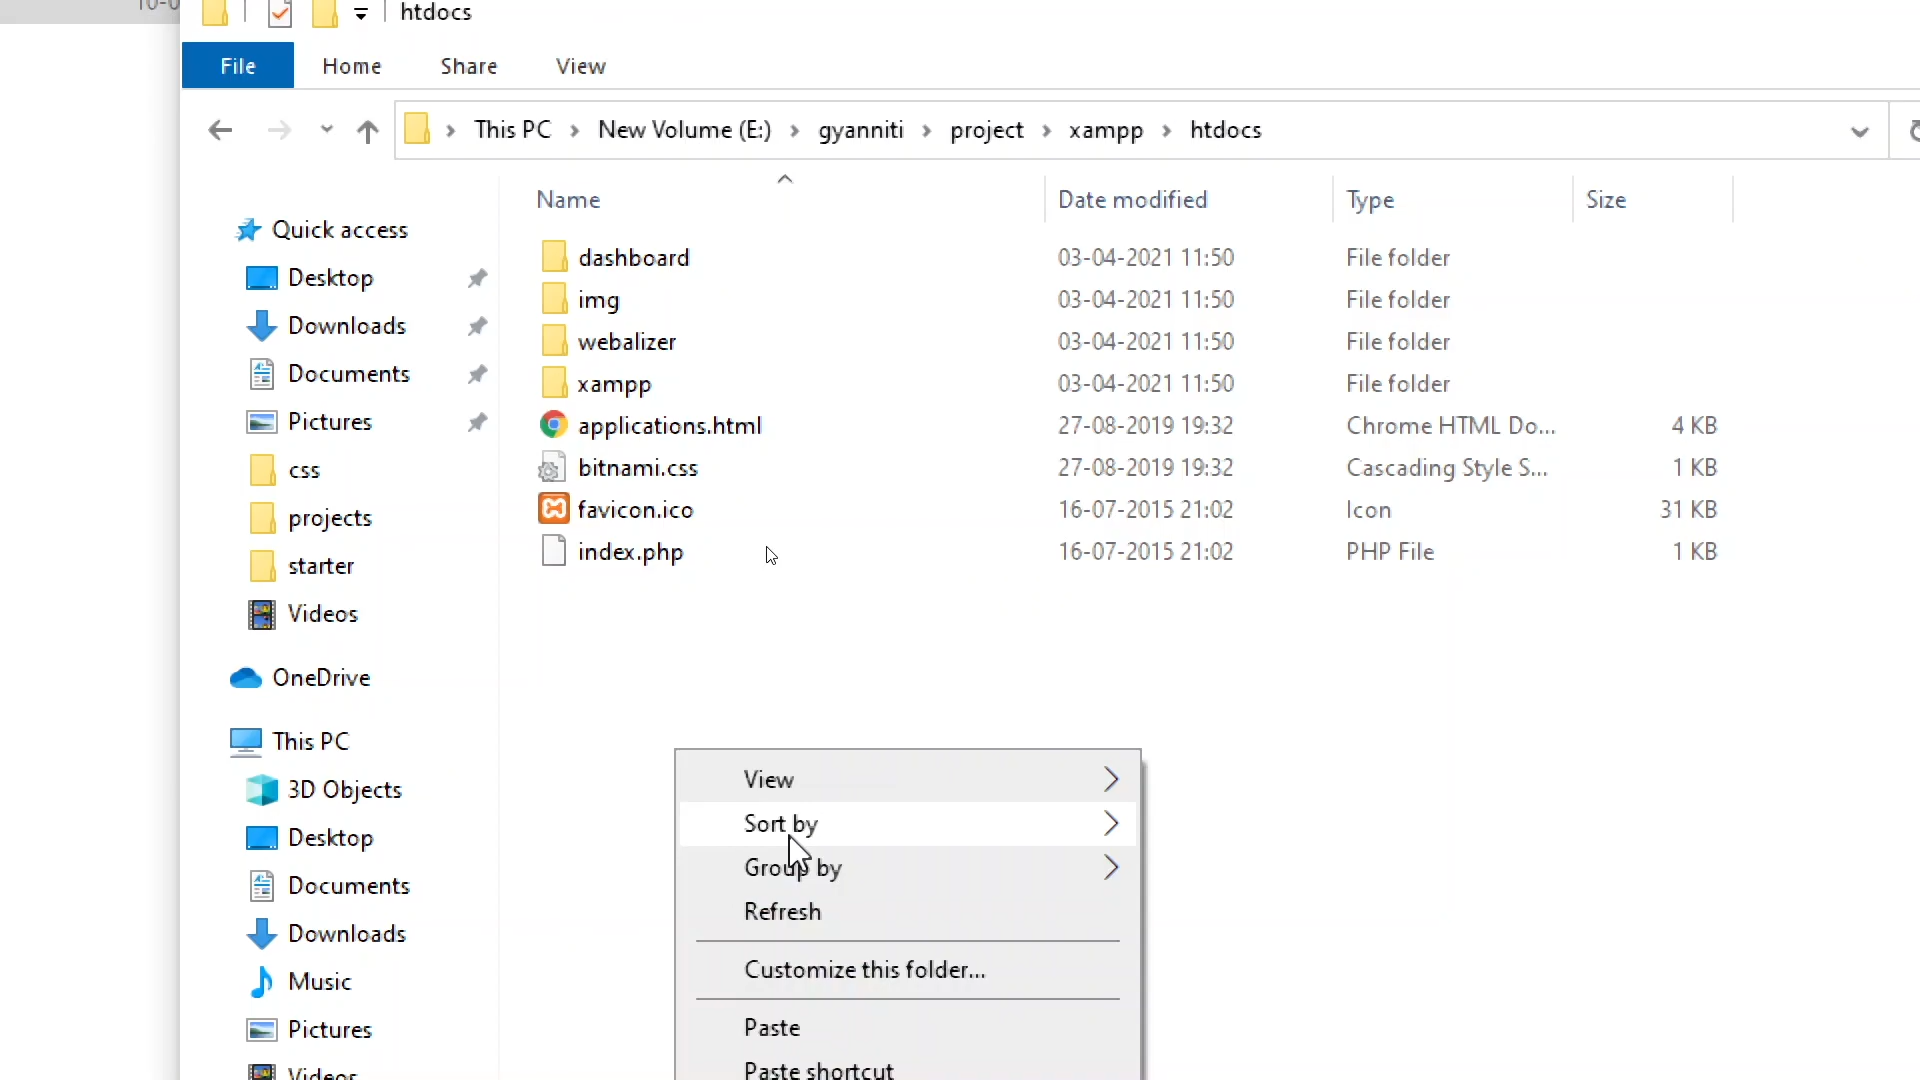 htdocs
File Home Share View
This PC New Volume (E:) gyanniti project xampp htdocs
Name Date modified Type Size
Quick access
Desktop
Downloads
Documents
Pictures
css
projects
starter
Videos
OneDrive
This PC
3D Objects
Desktop
Documents
Downloads
Music
Pictures
Videos
dashboard 03-04-2021 11:50 File folder
img 03-04-2021 11:50 File folder
webalizer 03-04-2021 11:50 File folder
xampp 03-04-2021 11:50 File folder
applications.html 27-08-2019 19:32 Chrome HTML Do... 4 KB
bitnami.css 27-08-2019 19:32 Cascading Style S... 1 KB
favicon.ico 16-07-2015 21:02 Icon 31 KB
index.php 16-07-2015 21:02 PHP File 1 KB
View
Sort by
Group by
Refresh
Customize this folder...
Paste
Paste shortcut